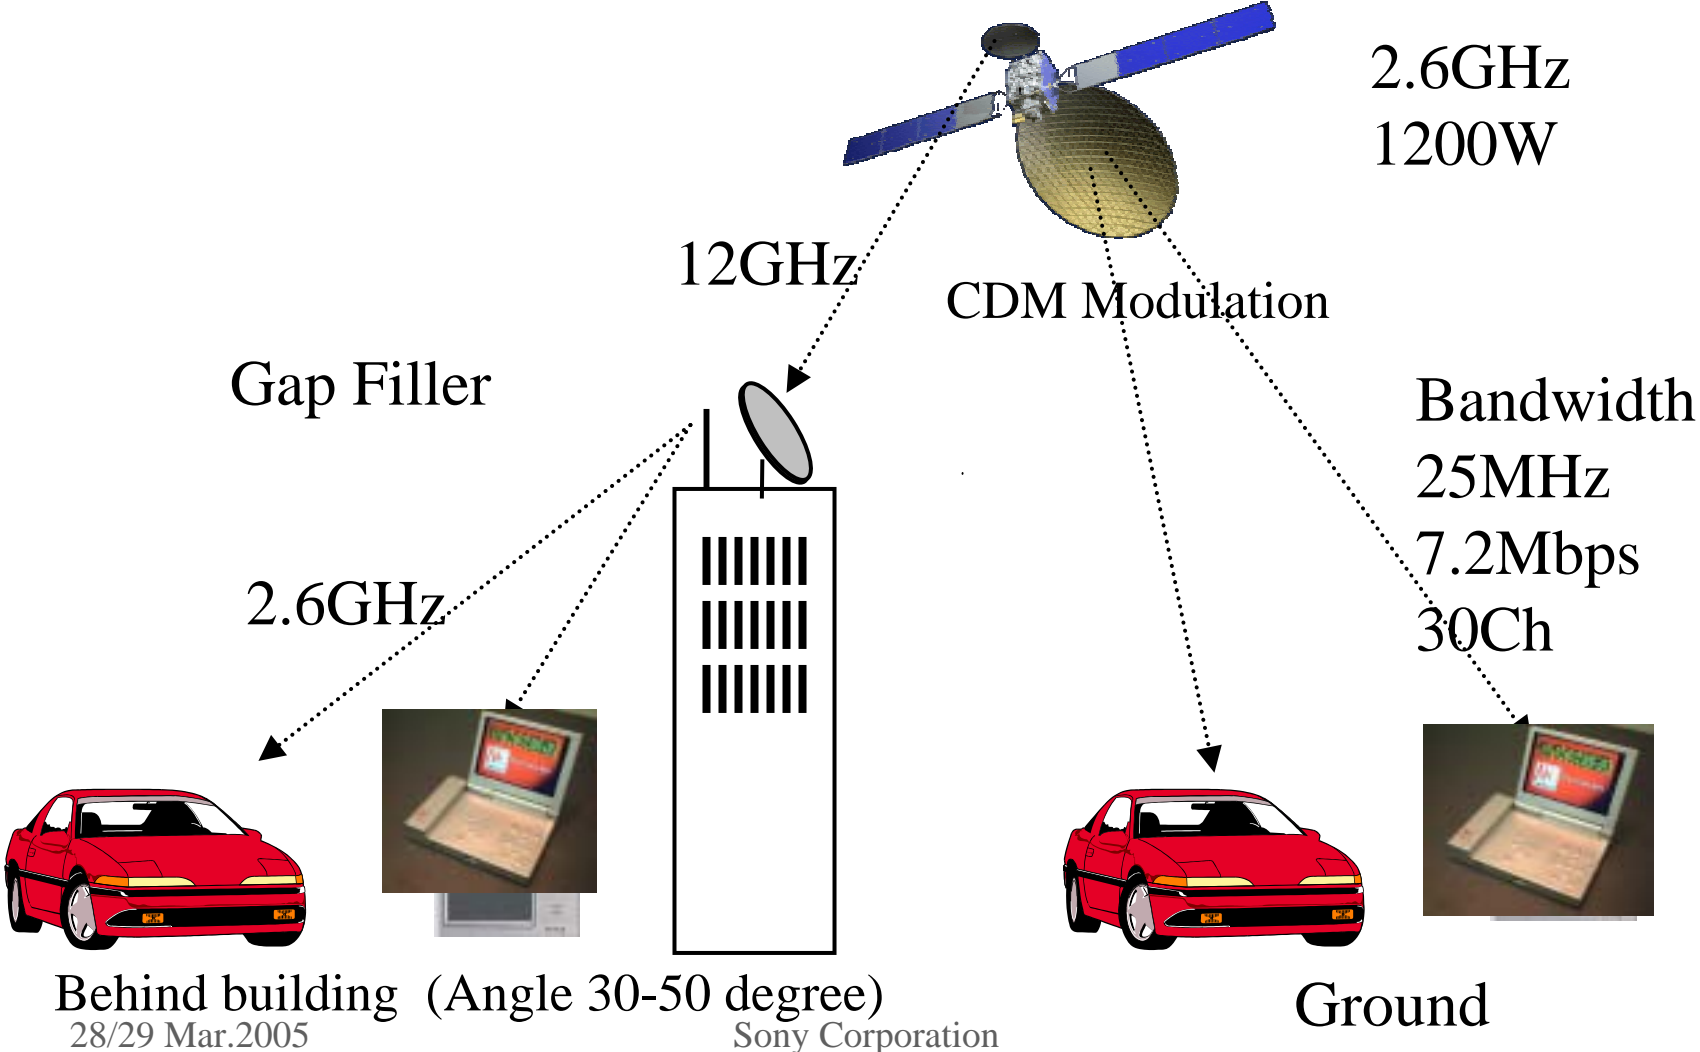 2.6GHz
1200W
12GHz
CDM Modulation
Gap Filler
Bandwidth
25MHz
7.2Mbps
30Ch
2.6GHz
Behind building (Angle 30-50 degree)
Ground
28/29 Mar.2005
Sony Corporation